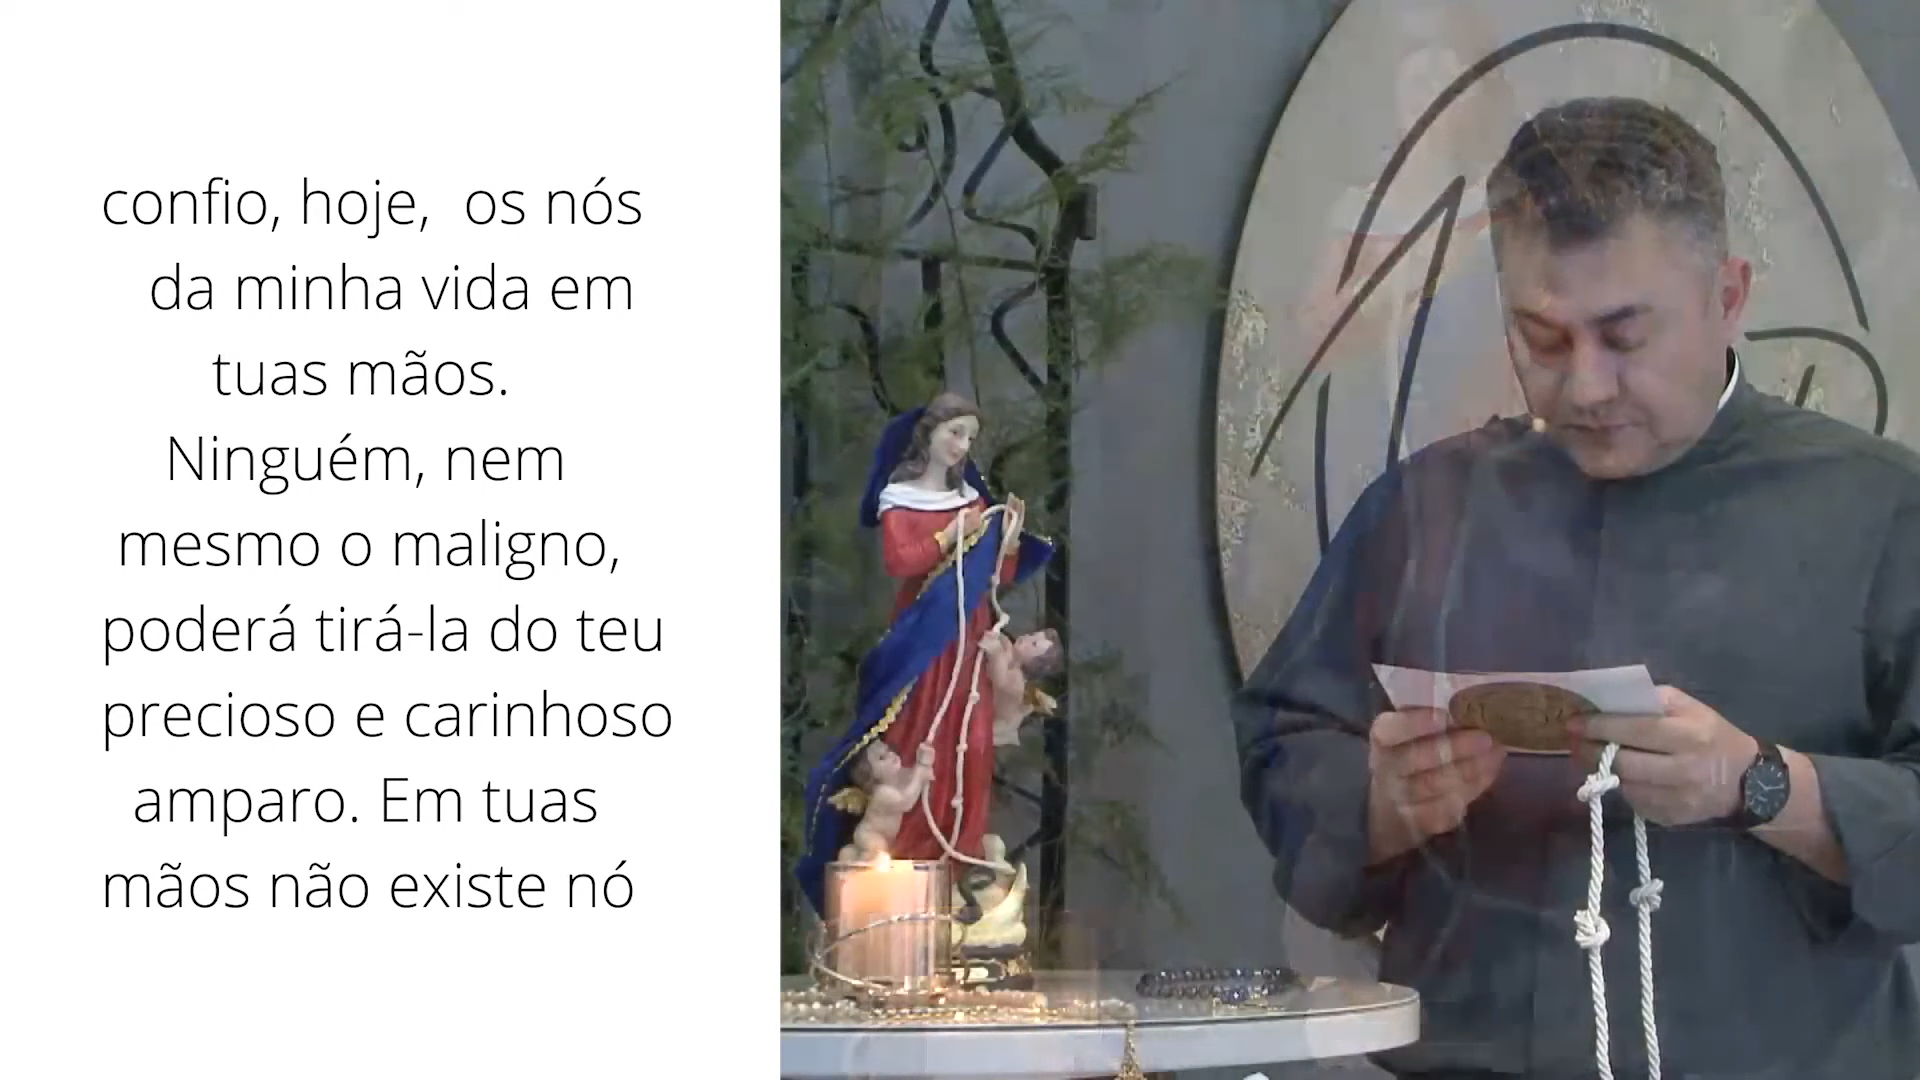 confio, hoje, os nós
da minha vida em
tuas mãos.
Ninguém, nem
mesmo o maligno,
poderá tirá-la do teu
precioso e carinhoso
amparo. Em tuas
mãos não existe nó